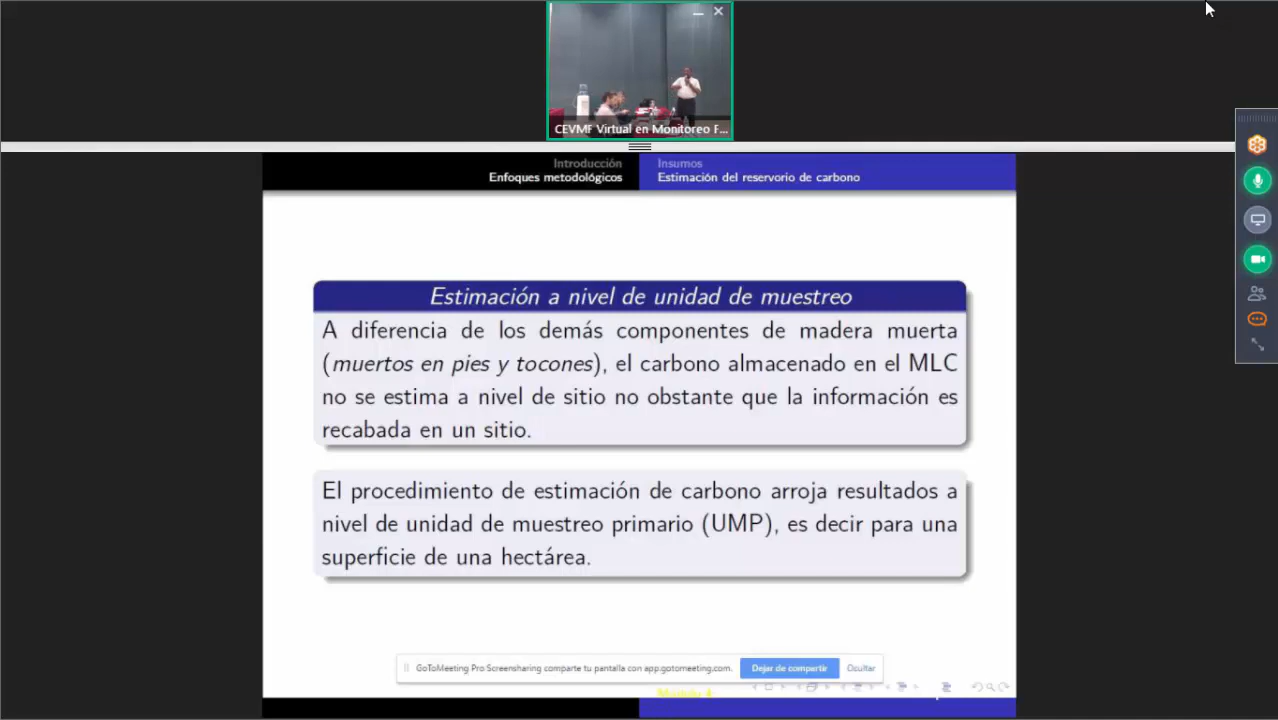 CEVMF Virtual en Monitoreo F...
Introducción
Enfoques metodológicos
Insumos
Estimación del reservorio de carbono
Estimación a nivel de unidad de muestreo
A diferencia de los demás componentes de madera muerta
(muertos en pies y tocones), el carbono almacenado en el MLC
no se estima a nivel de sitio no obstante que la información es
recabada en un sitio.
El procedimiento de estimación de carbono arroja resultados a
nivel de unidad de muestreo primario (UMP), es decir para una
superficie de una hectárea.
GoToMeeting Pro Screensharing comparte tu pantalla con app.gotomeeting.com.
Dejar de compartir
Ocultar